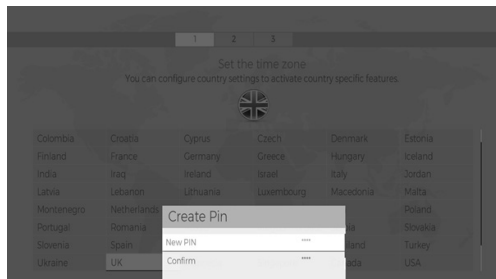 1 2 3
Set the time zone
You can configure country settings to activate country specific features.
Colombia Croatia Cyprus Czech Denmark Estonia
Finland France Germany Greece Hungary Iceland
India Iraq Ireland Israel Italy Jordan
Latvia Lebanon Lithuania Luxembourg Macedonia Malta
Montenegro Netherlands Poland
Create Pin
Portugal Romania Slovakia
New PIN ****
Slovenia Spain Turkey
Confirm ****
Ukraine UK USA